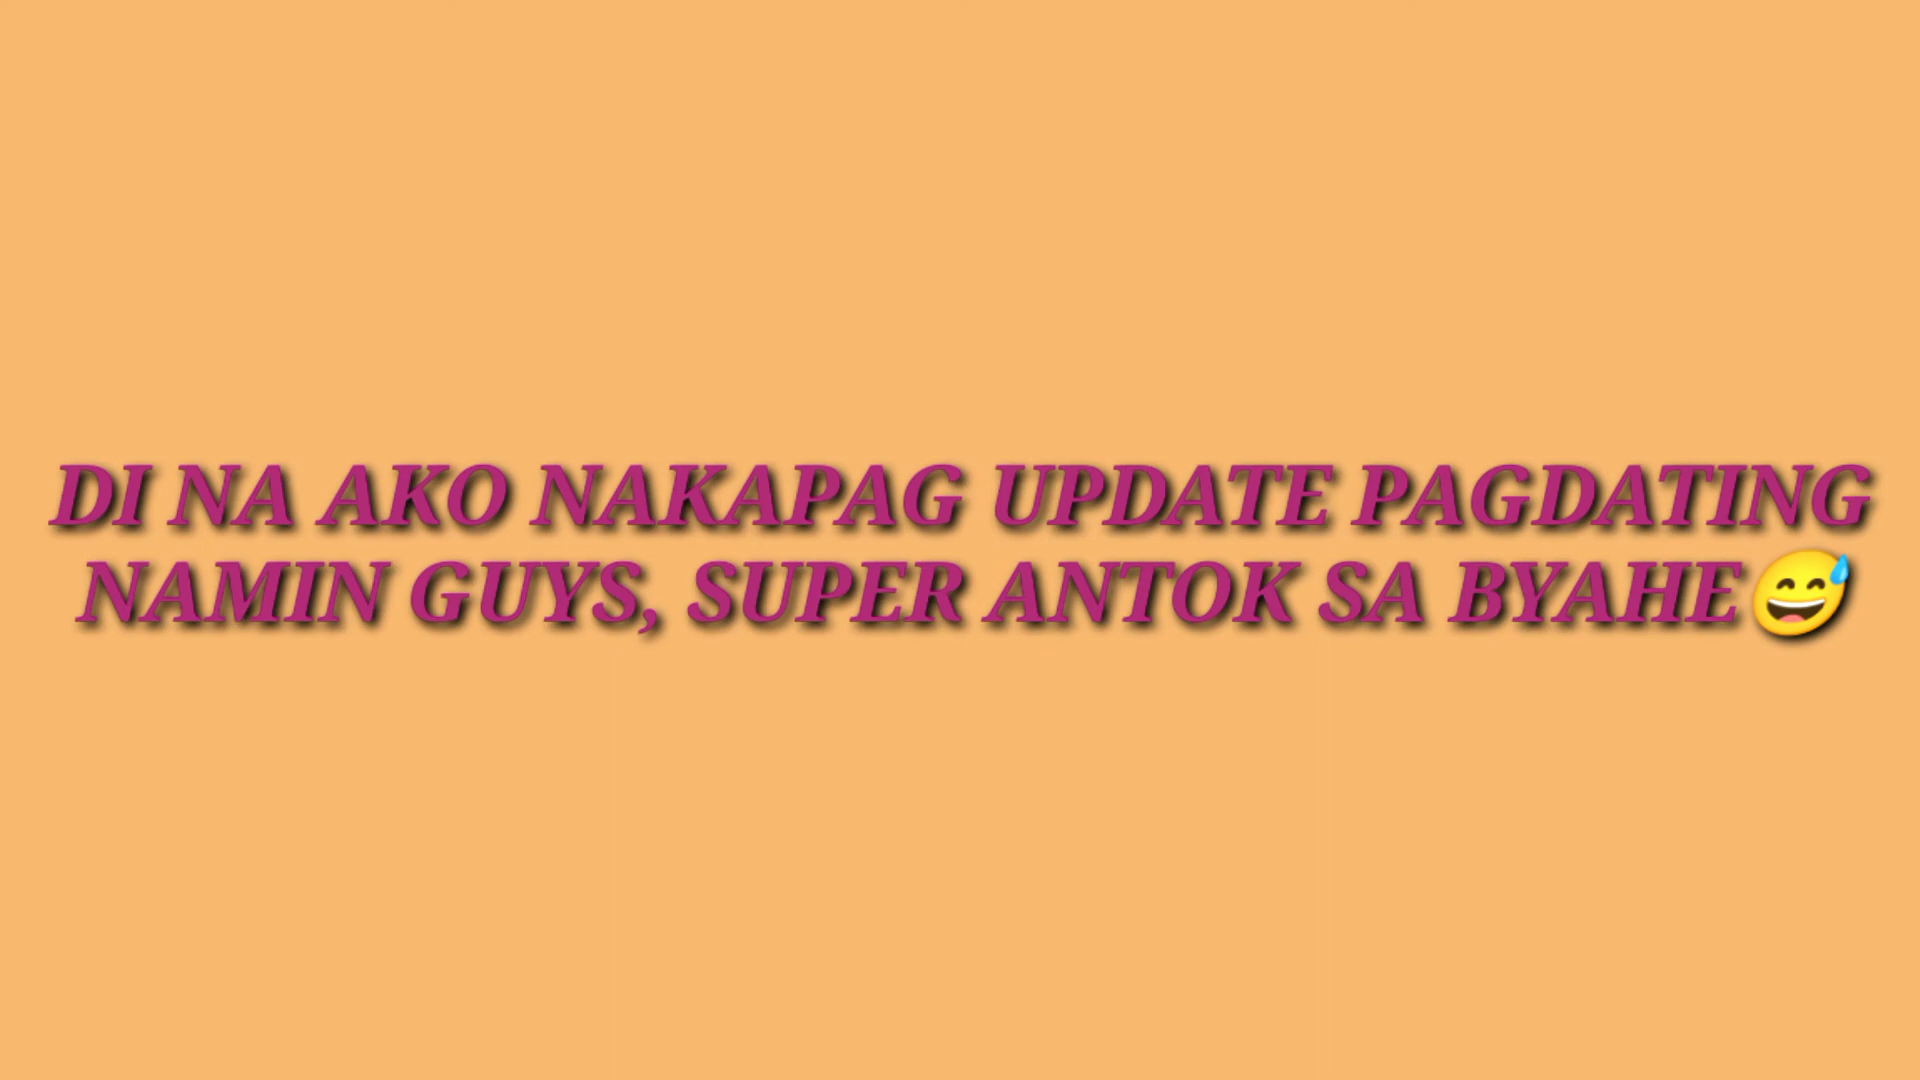 DI NA AKO NAKAPAG UPDATE PAGDATING
NAMIN GUYS, SUPER ANTOK SA BYAHE😅